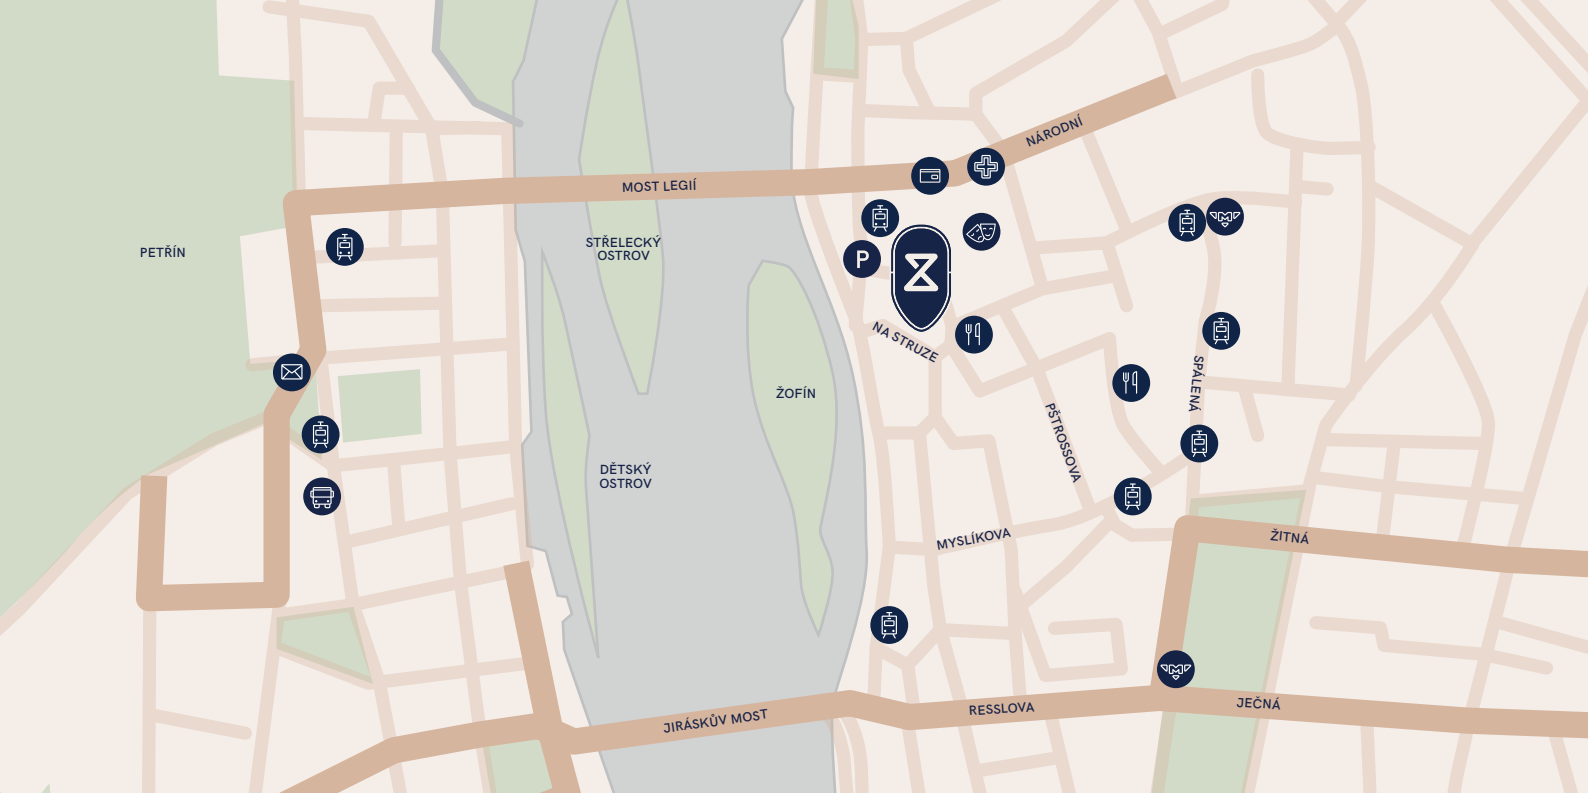 NÁRODNÍ
MOST LEGIÍ
STŘELECKÝ
OSTROV
PETŘÍN
P
NA STRUZE
ŽOFÍN
SPÁLENÁ
PŠTROSSOVA
DĚTSKÝ
OSTROV
MYSLÍKOVA
ŽITNÁ
M
M
JIRÁSKŮV MOST
RESSLOVA
JEČNÁ